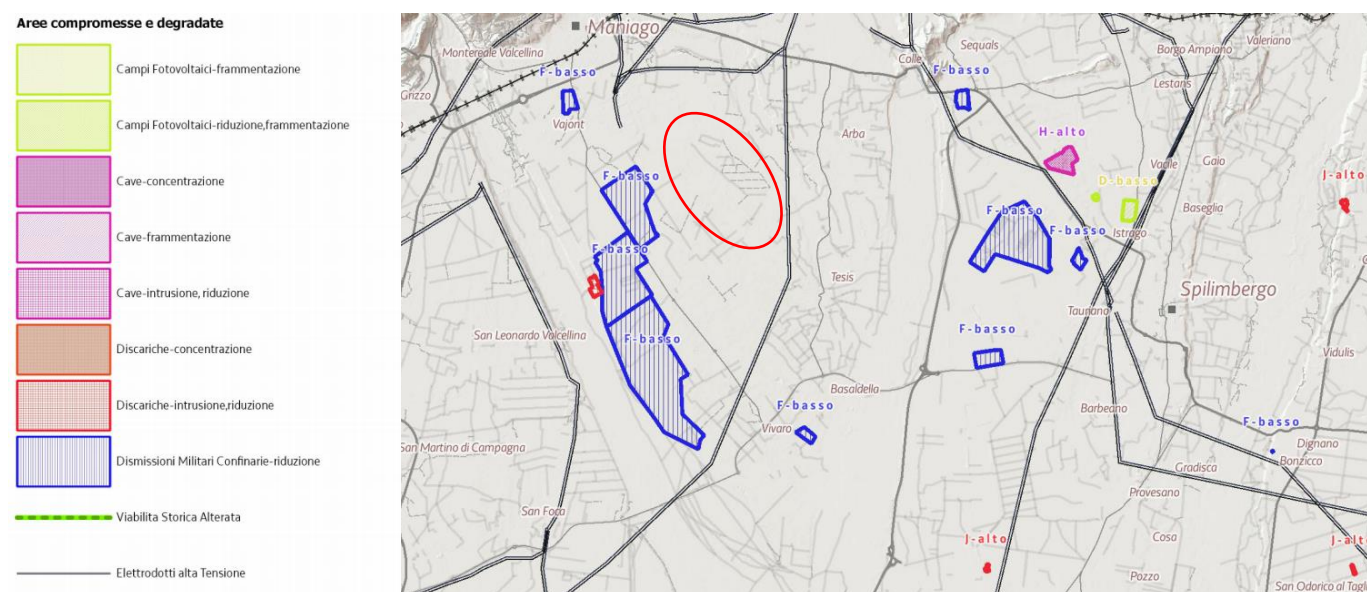 Aree compromesse e degradate
Campi Fotovoltaici-frammentazione
Campi Fotovoltaici-riduzione,frammentazione
Cave-concentrazione
Cave-frammentazione
Cave-intrusione, riduzione
Discariche-concentrazione
Discariche-intrusione,riduzione
Dismissioni Militari Confinarie-riduzione
Viabilita Storica Alterata
Elettrodotti alta Tensione
Maniago
Montereale Valcellina
F-basso
Grizzo
Vajont
Sequals
Colle
F-basso
Borgo Ampiano
Valeriano
Lestans
Arba
H-alto
Vacile
Gaio
D-basso
J-alto
F-basso
F-basso
Baseglia
F-basso
Istrago
F-basso
Tesis
Spilimbergo
Tauriano
San Leonardo Valcellina
F-basso
F-basso
Vidulis
Basaldella
F-basso
Barbeano
Vivaro
F-basso
San Martino di Campagna
Dignano
Bonzicco
Gradisca
Provesano
San Foca
J-alto
Cosa
J-alt
Pozzo
San Odorico al Tagl